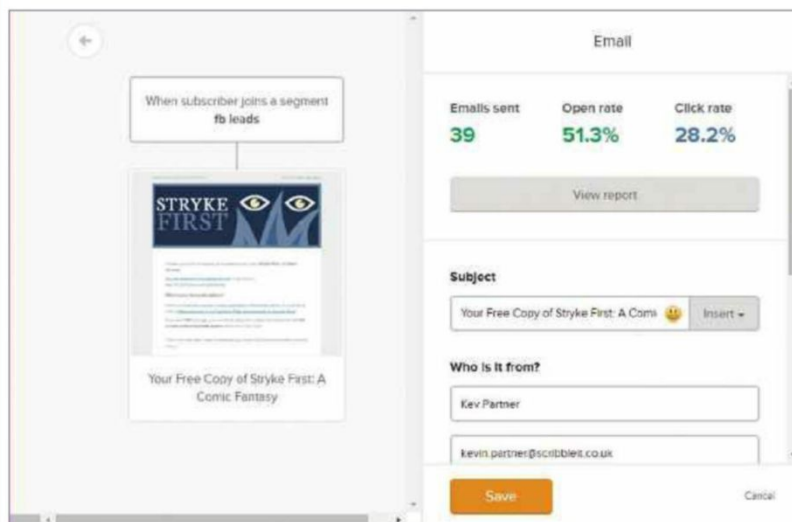 Email
When subscriber joins a segment
fb leads
Emails sent Open rate Click rate
39 51.3% 28.2%
View report
STRYKE
FIRST
Subject
Your Free Copy of Stryke First: A Comi Insert
Who is it from?
Your Free Copy of Stryke First: A
Comic Fantasy
Kev Partner
kevin.partner@scribbleit.co.uk
Save Cancel